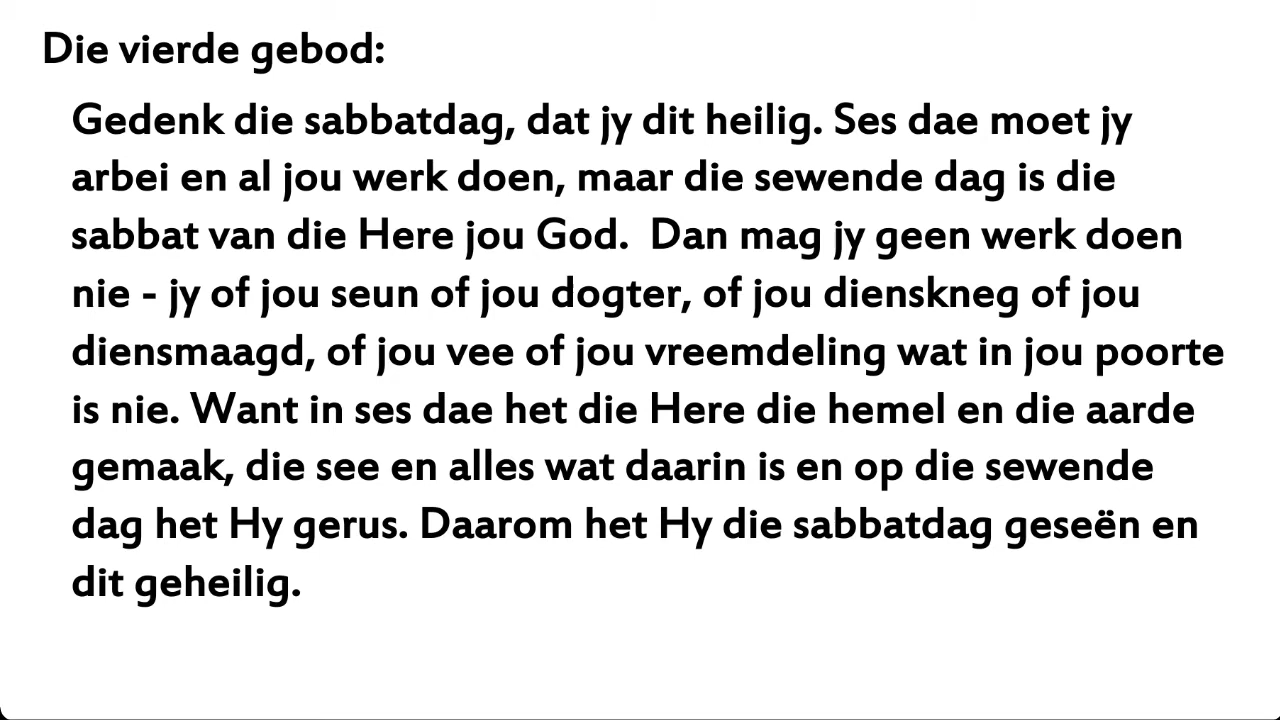 Die vierde gebod:
Gedenk die sabbatdag, dat jy dit heilig. Ses dae moet jy
arbei en al jou werk doen, maar die sewende dag is die
sabbat van die Here jou God.  Dan mag jy geen werk doen
nie - jy of jou seun of jou dogter, of jou dienskneg of jou
diensmaagd, of jou vee of jou vreemdeling wat in jou poorte
is nie. Want in ses dae het die Here die hemel en die aarde
gemaak, die see en alles wat daarin is en op die sewende
dag het Hy gerus. Daarom het Hy die sabbatdag geseën en
dit geheilig.